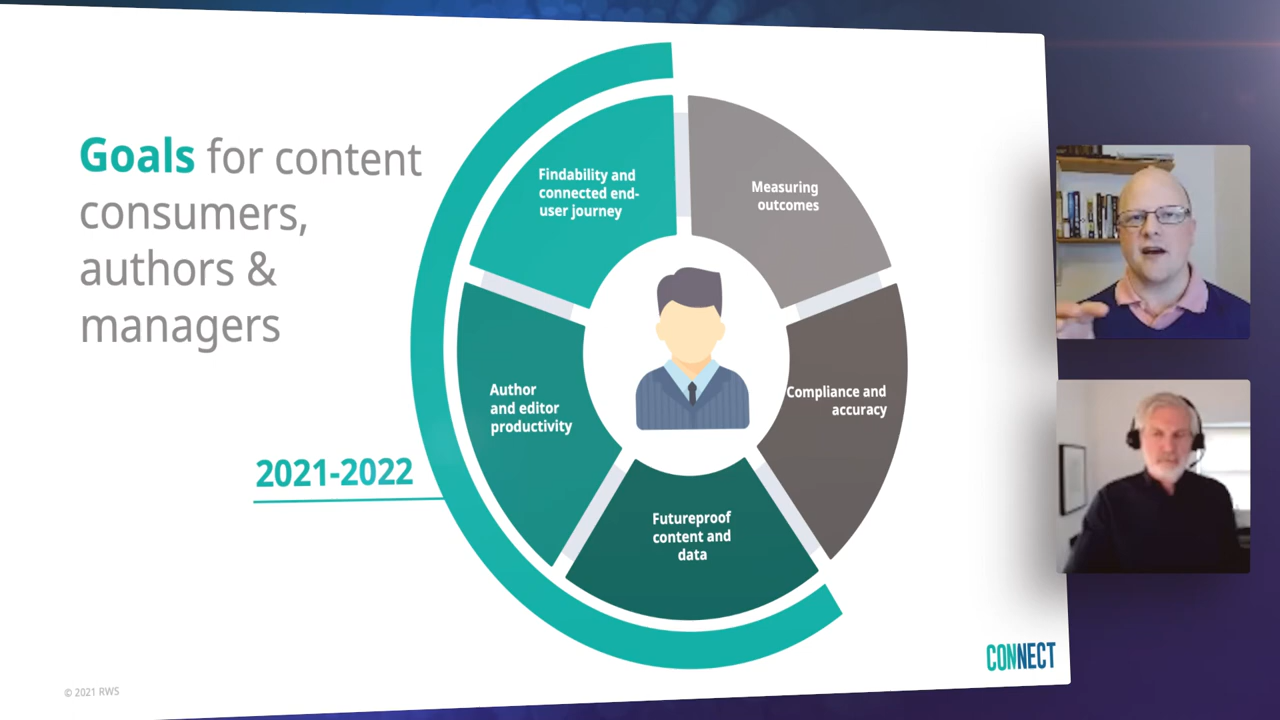 Goals for content
consumers,
authors &
managers
2021-2022
Findability and
connected end-
user journey
Measuring
outcomes
Author
and editor
productivity
Compliance and
accuracy
Futureproof
content and
data
CONNECT
© 2021 RWS